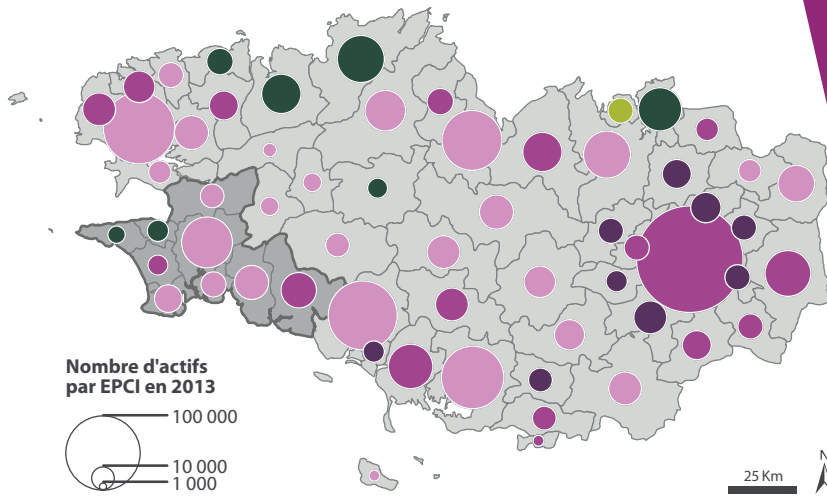 Nombre d'actifs
par EPCI en 2013
100 000
10 000
1 000
25 Km
N